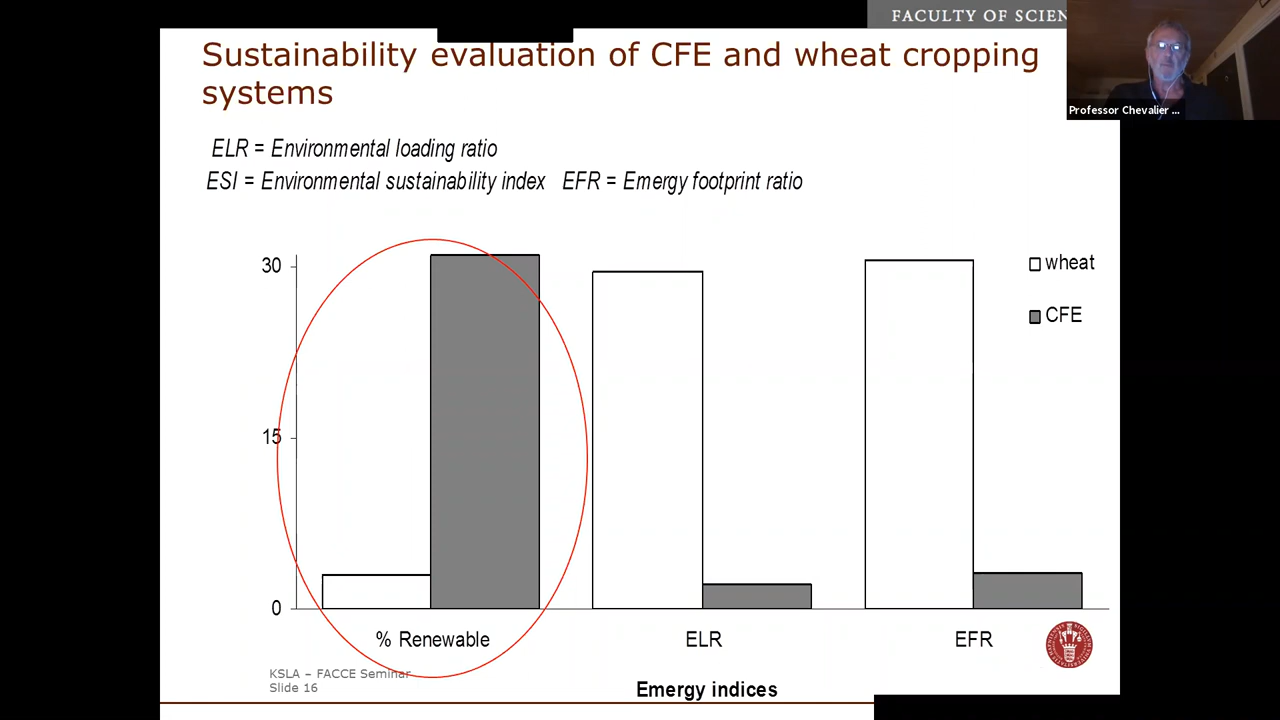 FACULTY OF SCIEN
Professor Chevalier ...
Sustainability evaluation of CFE and wheat cropping
systems
ELR = Environmental loading ratio
ESI = Environmental sustainability index EFR = Emergy footprint ratio
30
15
0
wheat
CFE
% Renewable
ELR
EFR
KSLA – FACCE Seminar
Slide 16
Emergy indices